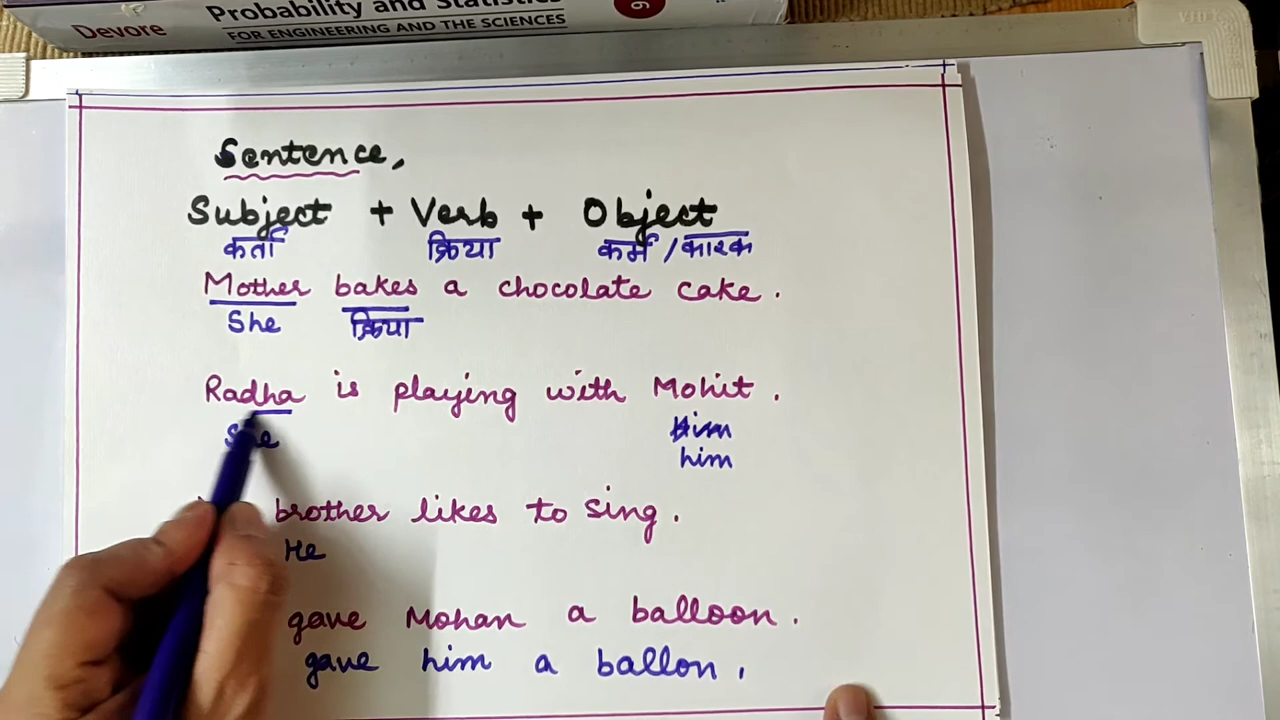 Probability and Statistics
Devore
FOR ENGINEERING AND THE SCIENCES
9
Sentence,
Subject + Verb + Object
कर्ता क्रिया कर्म / कारक
Mother bakes a chocolate cake.
She क्रिया
Radha is playing with Mohit.
She him
him
brother likes to sing.
He
gave Mohan a balloon.
gave him a ballon.